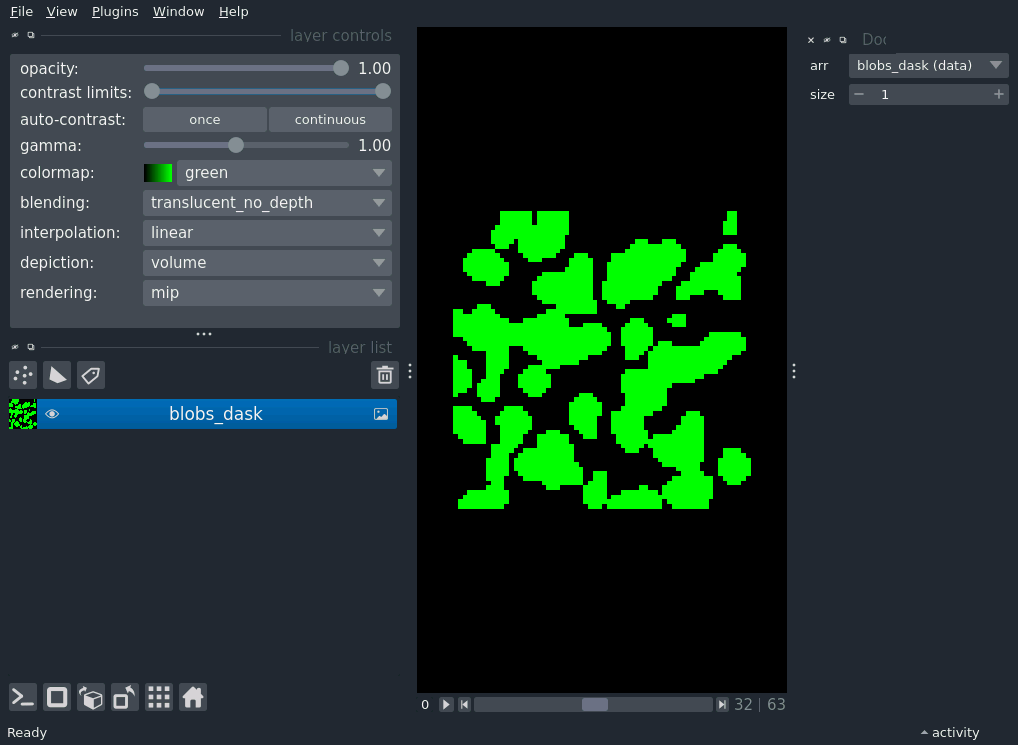 File View Plugins Window Help
layer controls
opacity: 1.00
contrast limits:
auto-contrast: once continuous
gamma: 1.00
colormap: green
blending: translucent_no_depth
interpolation: linear
depiction: volume
rendering: mip
layer list
blobs_dask
arr blobs_dask (data)
size 1
0 32 | 63
Ready
activity